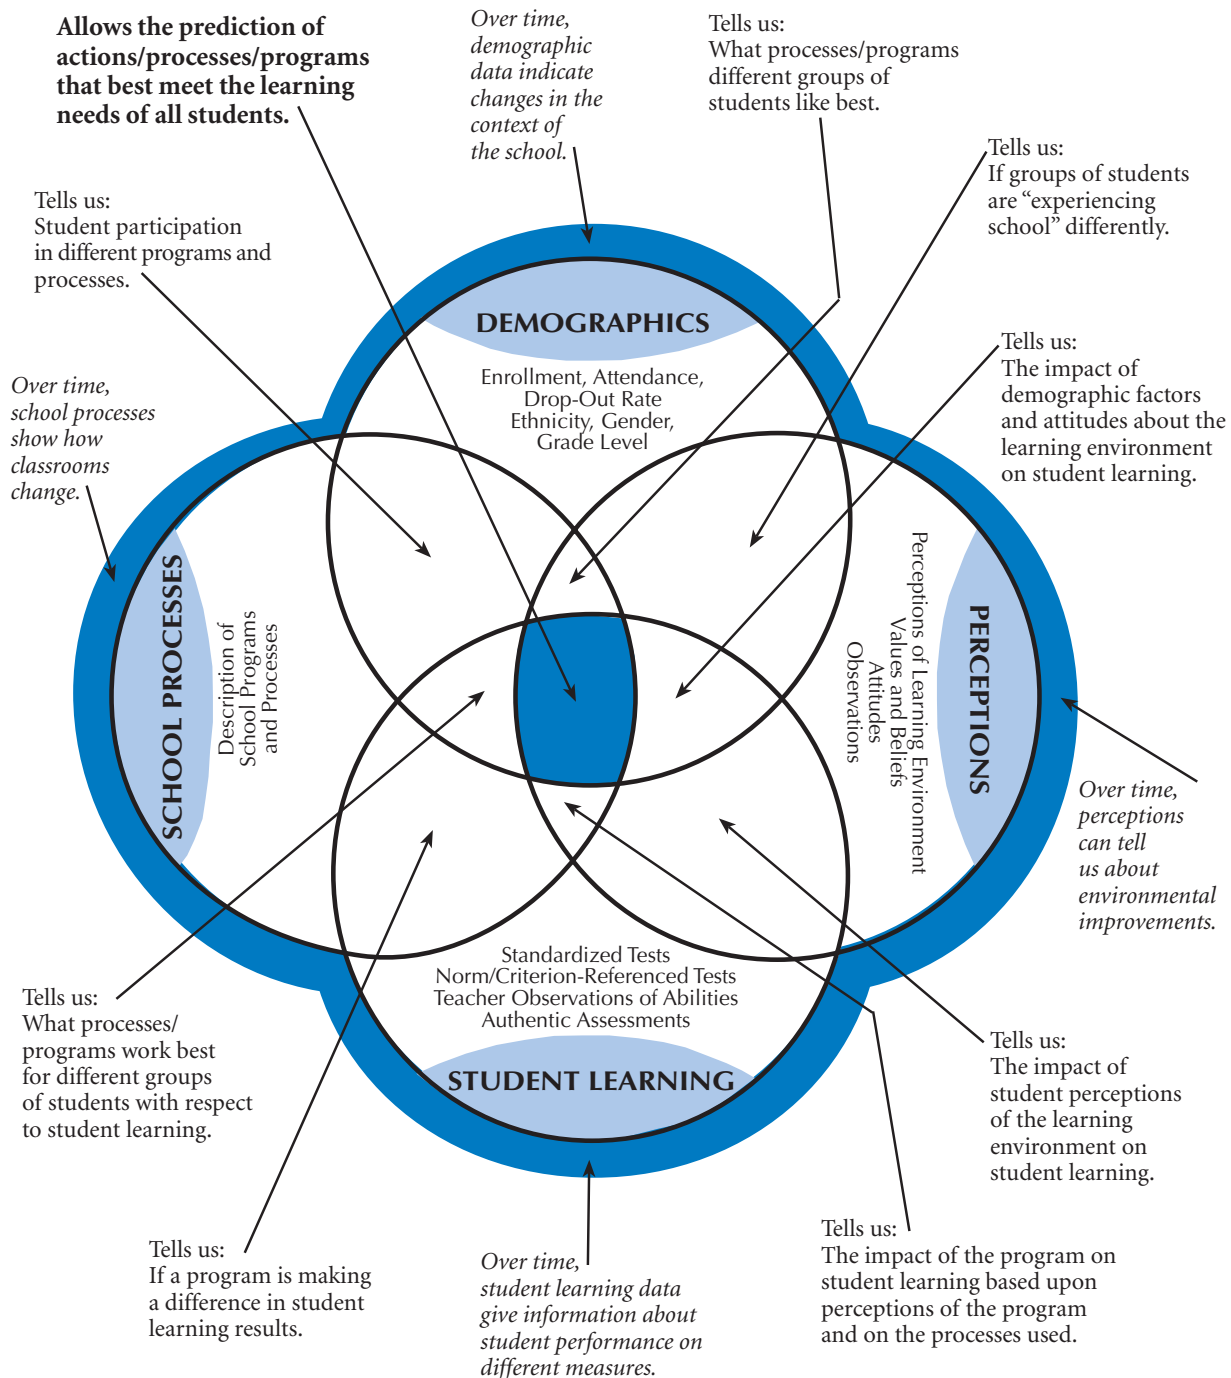 Allows the prediction of
actions/processes/programs
that best meet the learning
needs of all students.
Over time,
demographic
data indicate
changes in the
context of
the school.
Tells us:
What processes/programs
different groups of
students like best.
Tells us:
If groups of students
are “experiencing
school” differently.
Tells us:
Student participation
in different programs and
processes.
DEMOGRAPHICS
Enrollment, Attendance,
Drop-Out Rate
Ethnicity, Gender,
Grade Level
Tells us:
The impact of
demographic factors
and attitudes about the
learning environment
on student learning.
Over time,
school processes
show how
classrooms
change.
SCHOOL PROCESSES
Description of
School Programs
and Processes
PERCEPTIONS
Perceptions of Learning Environment
Values and Beliefs
Attitudes
Observations
Over time,
perceptions
can tell
us about
environmental
improvements.
Standardized Tests
Norm/Criterion-Referenced Tests
Teacher Observations of Abilities
Authentic Assessments
STUDENT LEARNING
Tells us:
What processes/
programs work best
for different groups
of students with respect
to student learning.
Tells us:
The impact of
student perceptions
of the learning
environment on
student learning.
Tells us:
If a program is making
a difference in student
learning results.
Over time,
student learning data
give information about
student performance on
different measures.
Tells us:
The impact of the program on
student learning based upon
perceptions of the program
and on the processes used.